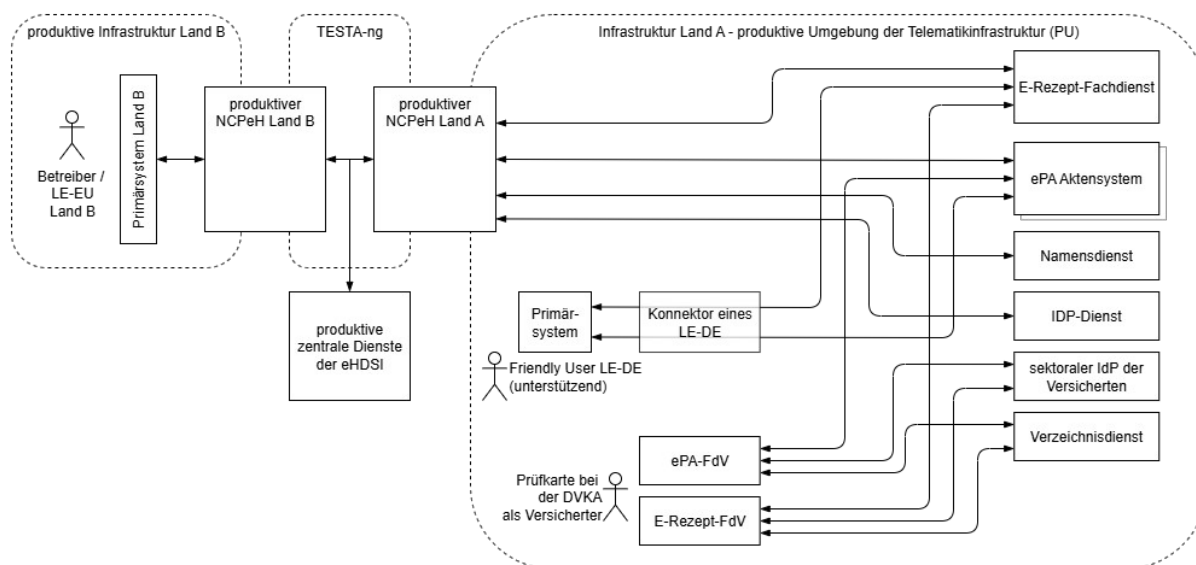 produktive Infrastruktur Land B
TESTA-ng
Infrastruktur Land A - produktive Umgebung der Telematikinfrastruktur (PU)
Betreiber /
LE-EU
Land B
Primärsystem Land B
produktiver
NCPeH Land B
produktiver
NCPeH Land A
produktive
zentrale Dienste
der eHDSI
E-Rezept-Fachdienst
ePA Aktensystem
Namensdienst
IDP-Dienst
sektoraler IdP der
Versicherten
Verzeichnisdienst
Primär-
system
Konnektor eines
LE-DE
Friendly User LE-DE
(unterstützend)
ePA-FdV
Prüfkarte bei
der DVKA
als Versicherter
E-Rezept-FdV